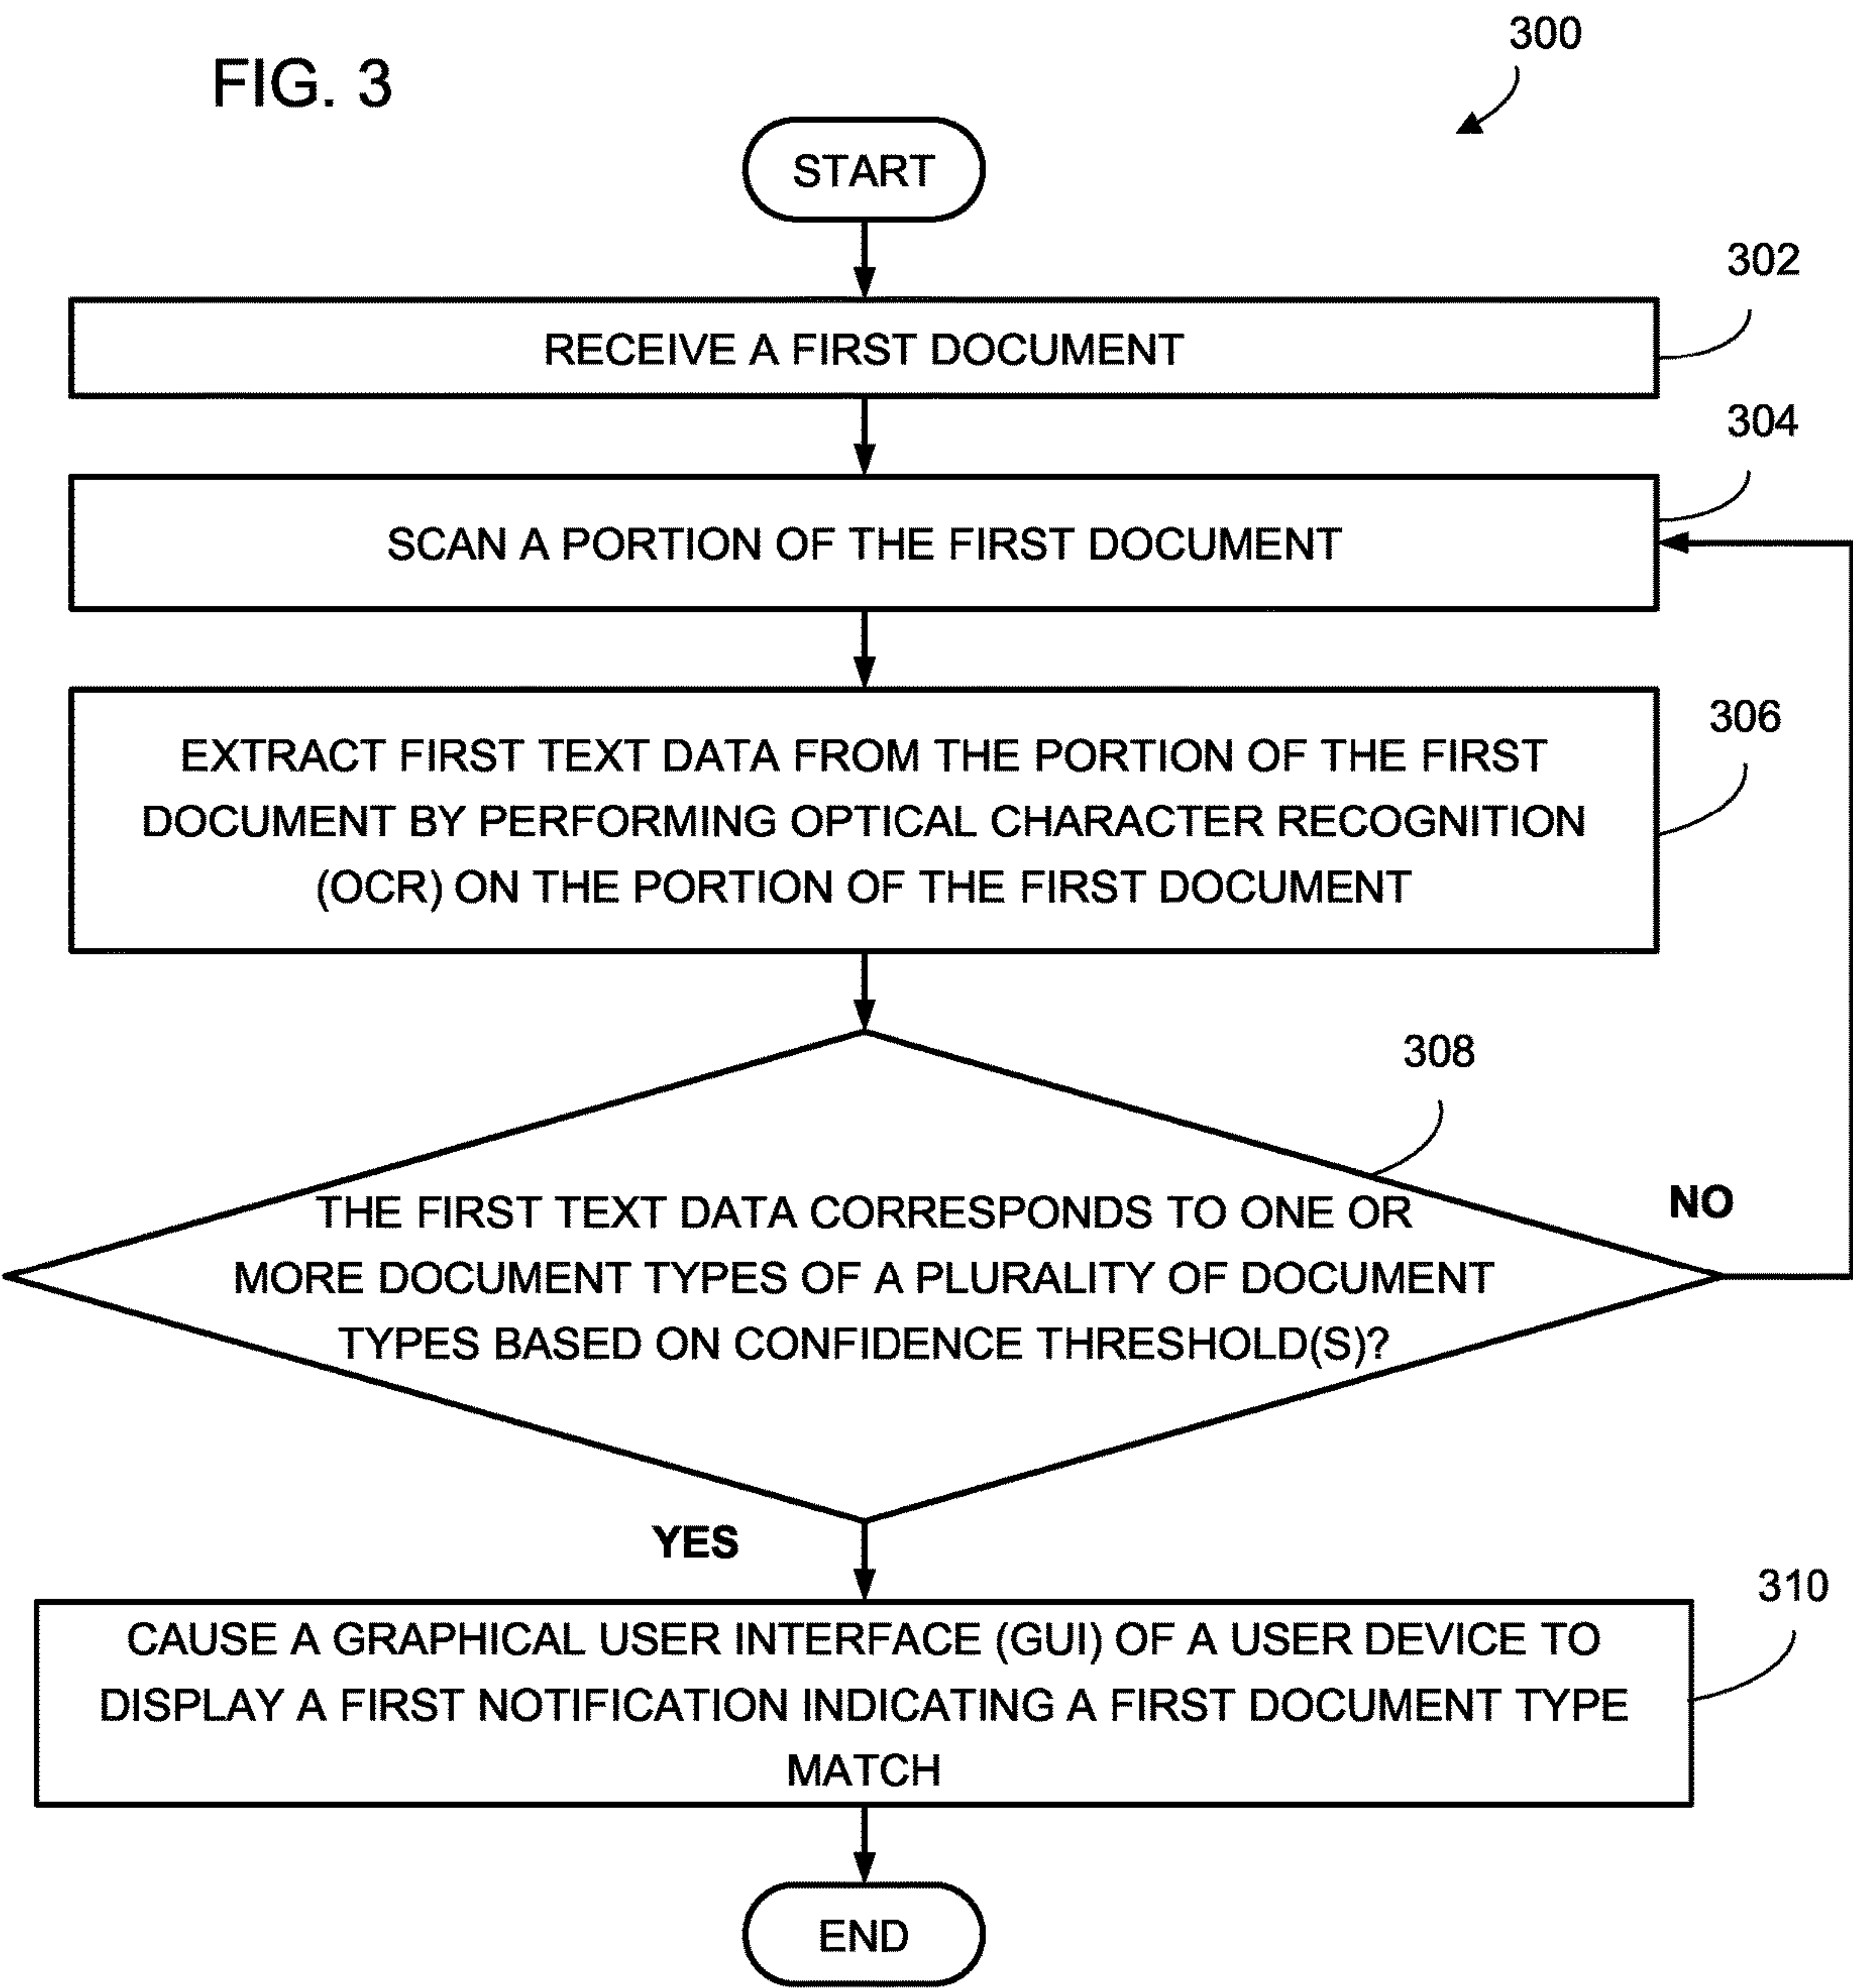 FIG. 3
300
START
302
RECEIVE A FIRST DOCUMENT
304
SCAN A PORTION OF THE FIRST DOCUMENT
306
EXTRACT FIRST TEXT DATA FROM THE PORTION OF THE FIRST
DOCUMENT BY PERFORMING OPTICAL CHARACTER RECOGNITION
(OCR) ON THE PORTION OF THE FIRST DOCUMENT
308
THE FIRST TEXT DATA CORRESPONDS TO ONE OR
MORE DOCUMENT TYPES OF A PLURALITY OF DOCUMENT
TYPES BASED ON CONFIDENCE THRESHOLD(S)?
NO
YES
310
CAUSE A GRAPHICAL USER INTERFACE (GUI) OF A USER DEVICE TO
DISPLAY A FIRST NOTIFICATION INDICATING A FIRST DOCUMENT TYPE
MATCH
END